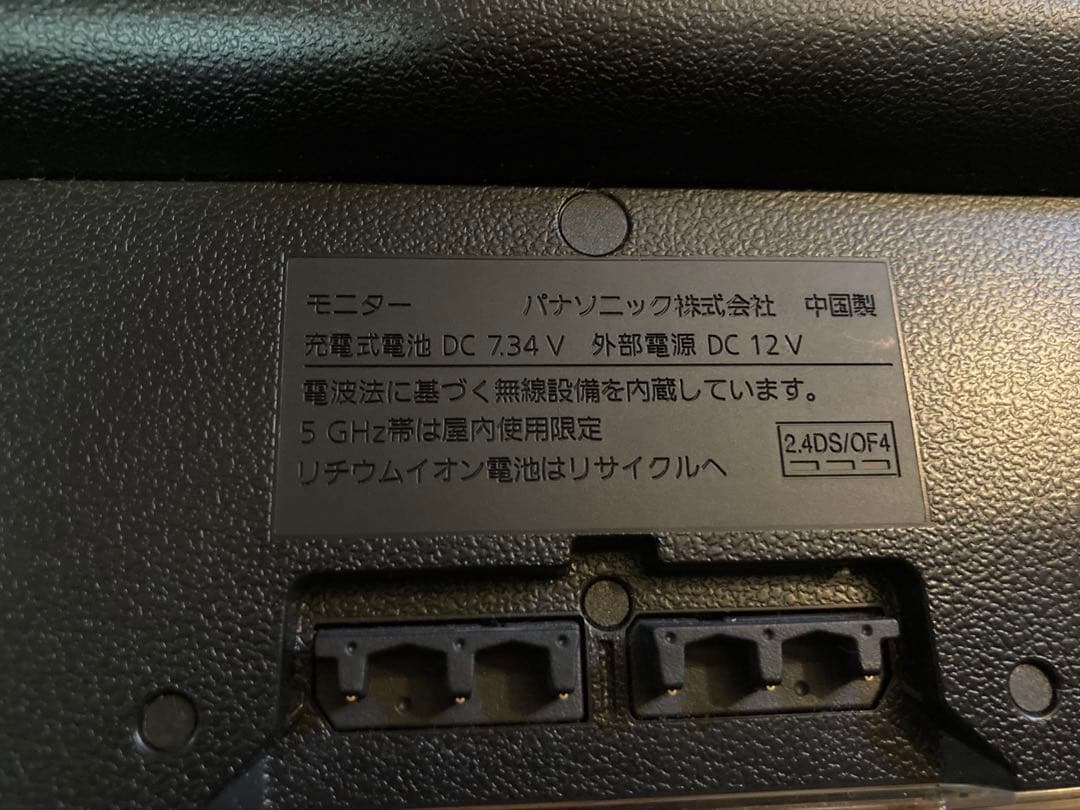 モニター パナソニック株式会社 中国製
充電式電池 DC 7.34 V 外部電源 DC 12 V
電波法に基づく無線設備を内蔵しています。
5 GHz帯は屋内使用限定
2.4DS/OF4
リチウムイオン電池はリサイクルへ